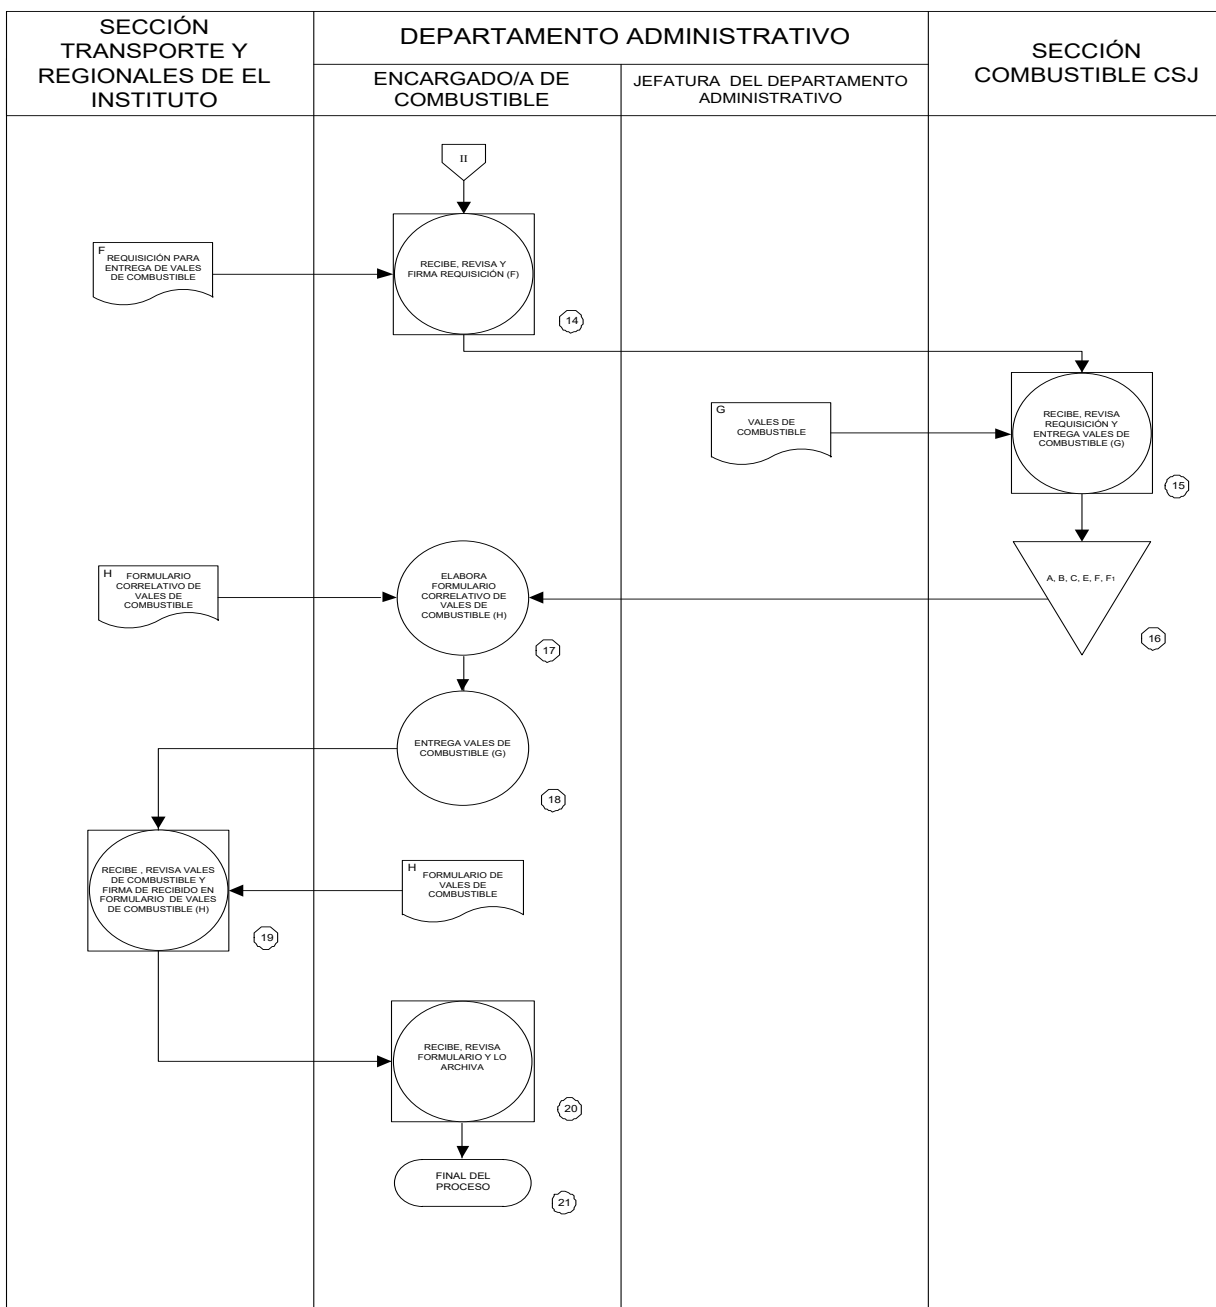 SECCIÓN
TRANSPORTE Y
REGIONALES DE EL
INSTITUTO
DEPARTAMENTO ADMINISTRATIVO
ENCARGADO/A DE
COMBUSTIBLE
JEFATURA DEL DEPARTAMENTO
ADMINISTRATIVO
SECCIÓN
COMBUSTIBLE CSJ
II
F
REQUISICIÓN PARA
ENTREGA DE VALES
DE COMBUSTIBLE
RECIBE, REVISA Y
FIRMA REQUISICIÓN (F)
14
G
VALES DE
COMBUSTIBLE
RECIBE, REVISA
REQUISICIÓN Y
ENTREGA VALES DE
COMBUSTIBLE (G)
15
A, B, C, E, F, F1
16
H
FORMULARIO
CORRELATIVO DE
VALES DE
COMBUSTIBLE
ELABORA
FORMULARIO
CORRELATIVO DE
VALES DE
COMBUSTIBLE (H)
17
ENTREGA VALES DE
COMBUSTIBLE (G)
18
RECIBE , REVISA VALES
DE COMBUSTIBLE Y
FIRMA DE RECIBIDO EN
FORMULARIO DE VALES
DE COMBUSTIBLE (H)
19
H
FORMULARIO DE
VALES DE
COMBUSTIBLE
RECIBE, REVISA
FORMULARIO Y LO
ARCHIVA
20
FINAL DEL
PROCESO
21